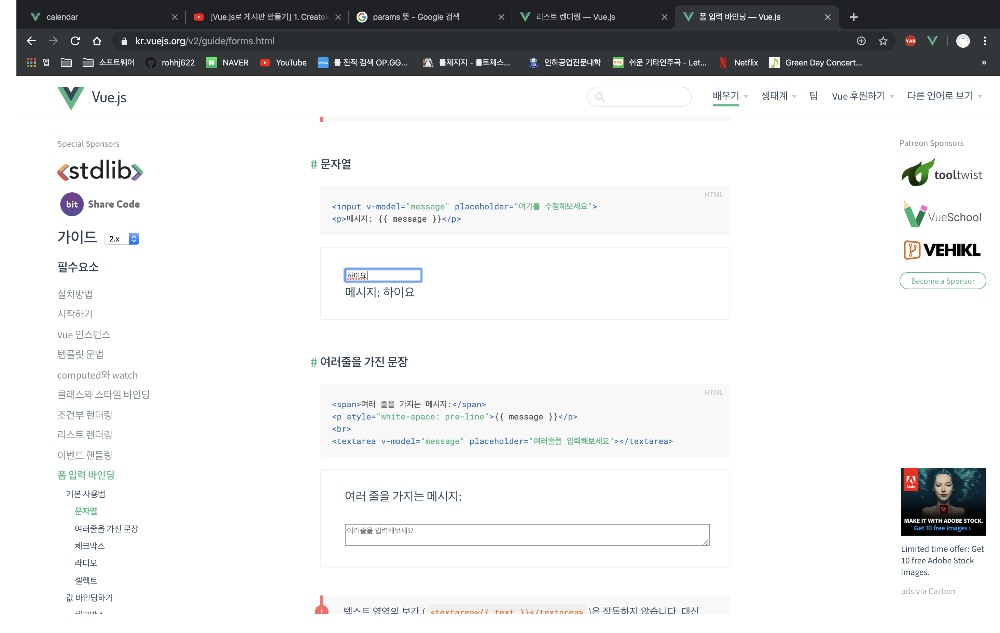 calendar
[Vue.js로 게시판 만들기] 1. Create의
params 뜻 - Google 검색
리스트 렌더링 — Vue.js
폼 입력 바인딩 — Vue.js
kr.vuejs.org/v2/guide/forms.html
YAB
앱
소프트웨어
rohhj622
N NAVER
YouTube
OP.GG 롤 전적 검색 OP.GG...
롤체지지 - 롤토체스...
1958 인하공업전문대학
blog 쉬운 기타연주곡 - Let...
Netflix
Green Day Concert...
»
Vue.js
배우기
생태계
팀
Vue 후원하기
다른 언어로 보기
Special Sponsors
<stdlib>
bit Share Code
가이드 2.x
필수요소
설치방법
시작하기
Vue 인스턴스
템플릿 문법
computed와 watch
클래스와 스타일 바인딩
조건부 렌더링
리스트 렌더링
이벤트 핸들링
폼 입력 바인딩
기본 사용법
문자열
여러줄을 가진 문장
체크박스
라디오
셀렉트
값 바인딩하기
체크박스
# 문자열
HTML
<input v-model="message" placeholder="여기를 수정해보세요">
<p>메시지: {{ message }}</p>
하이요
메시지: 하이요
# 여러줄을 가진 문장
HTML
<span>여러 줄을 가지는 메시지:</span>
<p style="white-space: pre-line">{{ message }}</p>
<br>
<textarea v-model="message" placeholder="여러줄을 입력해보세요"></textarea>
여러 줄을 가지는 메시지:
여러줄을 입력해보세요
! 텍스트 영역의 보간 ( <textarea>{{ text }}</textarea> )은 작동하지 않습니다. 대신
Patreon Sponsors
tooltwist
VueSchool
VEHIKL
Become a Sponsor
Adobe
St
MAKE IT WITH ADOBE STOCK.
Get 10 free images ›
Limited time offer: Get
10 free Adobe Stock
images.
ads via Carbon